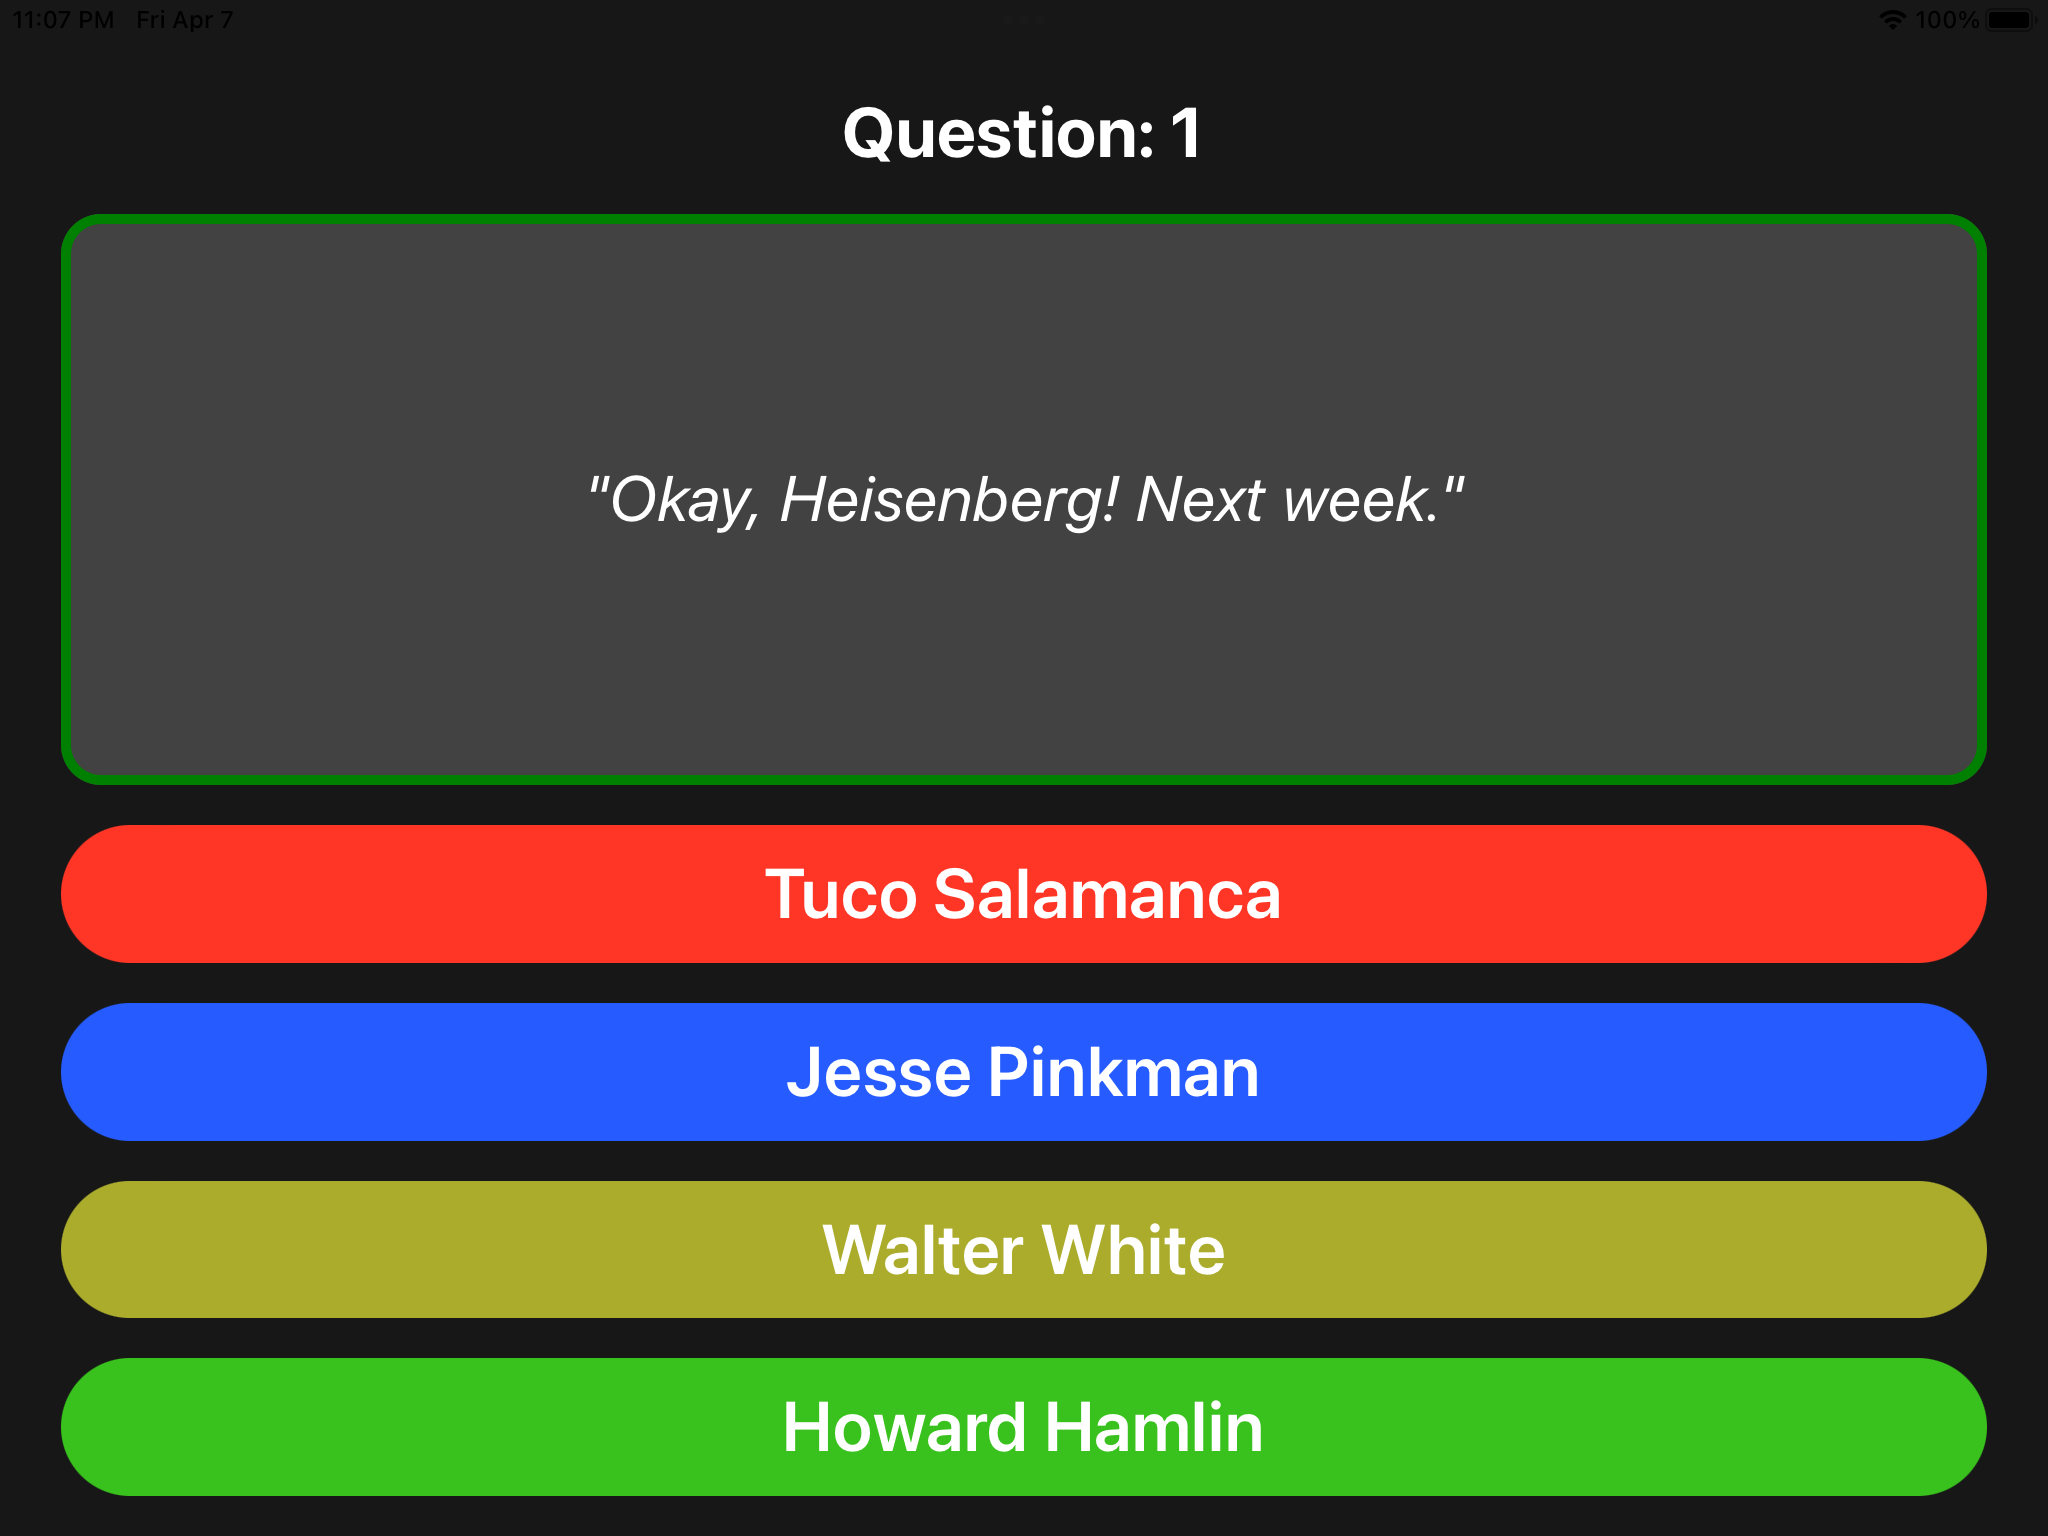 11:07 PM Fri Apr 7 100%
Question: 1
"Okay, Heisenberg! Next week."
Tuco Salamanca
Jesse Pinkman
Walter White
Howard Hamlin